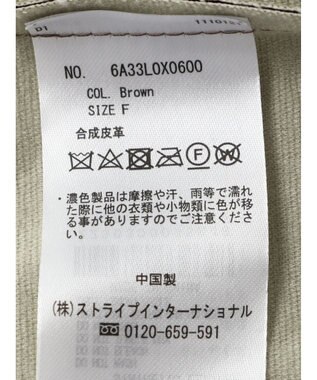 D1
NO. 6A33L0X0600
COL. Brown
SIZE F
合成皮革
・濃色製品は摩擦や汗、雨等で濡れ
た際に他の衣類や小物類に色が移
る事がありますのでご注意くださ
い。
中国製
(株)ストライプインターナショナル
0120-659-591